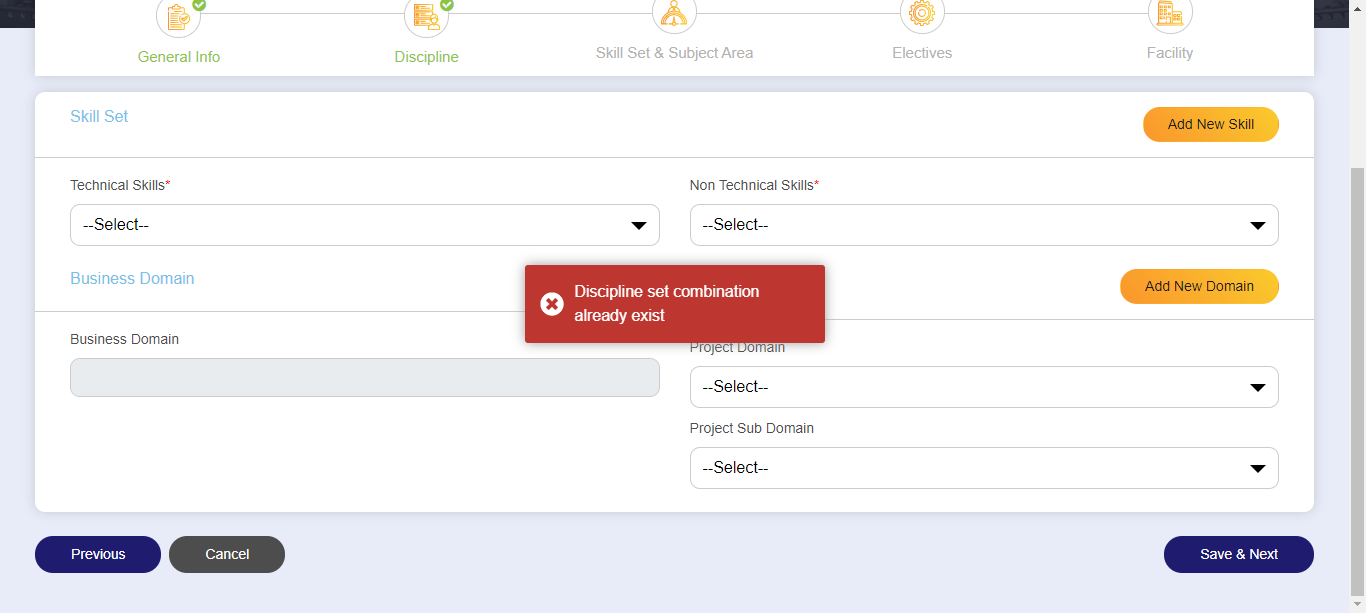 General Info
Discipline
Skill Set & Subject Area
Electives
Facility
Skill Set
Add New Skill
Technical Skills*
Non Technical Skills*
--Select--
--Select--
Business Domain
Add New Domain
Discipline set combination
already exist
Business Domain
Project Domain
--Select--
Project Sub Domain
--Select--
Previous
Cancel
Save & Next